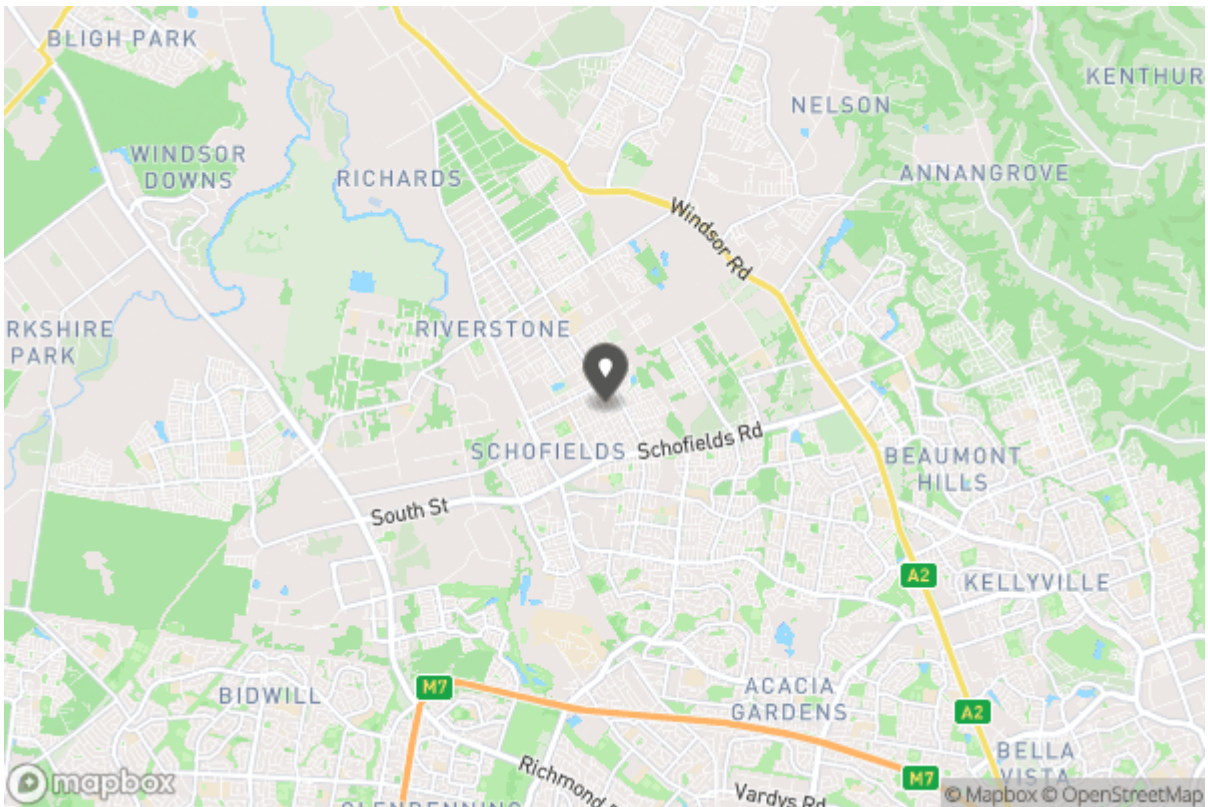 BLIGH PARK
KENTHUR
NELSON
WINDSOR
DOWNS
RICHARDS
ANNANGROVE
Windsor Rd
RKSHIRE
PARK
RIVERSTONE
SCHOFIELDS
Schofields Rd
BEAUMONT
HILLS
South St
A2
KELLYVILLE
BIDWILL
M7
ACACIA
GARDENS
A2
BELLA
VISTA
Richmond
M7
Vardys Rd
GLENDENNING
mapbox
© Mapbox © OpenStreetMap